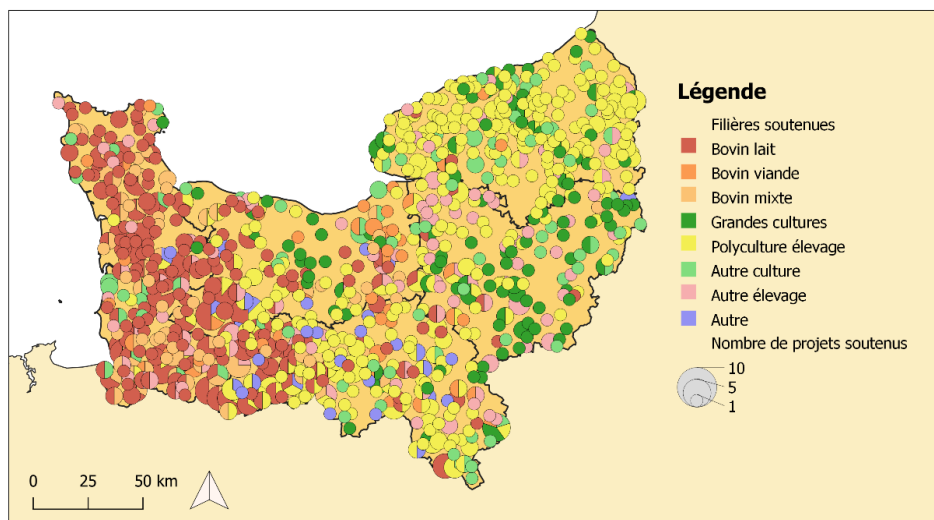 Légende
Filières soutenues
Bovin lait
Bovin viande
Bovin mixte
Grandes cultures
Polyculture élevage
Autre culture
Autre élevage
Autre
Nombre de projets soutenus
10
5
1
0 25 50 km